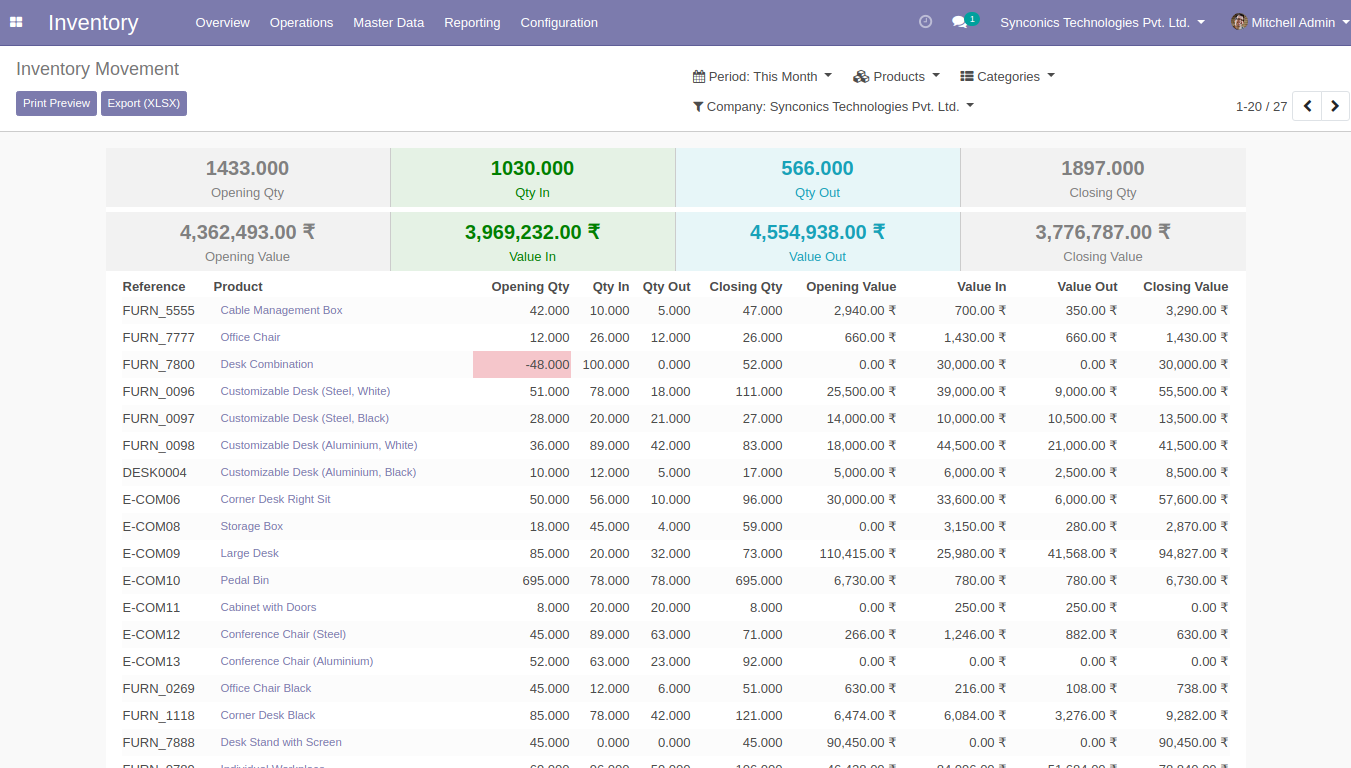 Inventory Overview Operations Master Data Reporting Configuration 1 Synconics Technologies Pvt. Ltd. Mitchell Admin
Inventory Movement
Period: This Month Products Categories
Print Preview Export (XLSX)
Company: Synconics Technologies Pvt. Ltd. 1-20 / 27
1433.000 1030.000 566.000 1897.000
Opening Qty Qty In Qty Out Closing Qty
4,362,493.00 ₹ 3,969,232.00 ₹ 4,554,938.00 ₹ 3,776,787.00 ₹
Opening Value Value In Value Out Closing Value
Reference Product Opening Qty Qty In Qty Out Closing Qty Opening Value Value In Value Out Closing Value
FURN_5555 Cable Management Box 42.000 10.000 5.000 47.000 2,940.00 ₹ 700.00 ₹ 350.00 ₹ 3,290.00 ₹
FURN_7777 Office Chair 12.000 26.000 12.000 26.000 660.00 ₹ 1,430.00 ₹ 660.00 ₹ 1,430.00 ₹
FURN_7800 Desk Combination -48.000 100.000 0.000 52.000 0.00 ₹ 30,000.00 ₹ 0.00 ₹ 30,000.00 ₹
FURN_0096 Customizable Desk (Steel, White) 51.000 78.000 18.000 111.000 25,500.00 ₹ 39,000.00 ₹ 9,000.00 ₹ 55,500.00 ₹
FURN_0097 Customizable Desk (Steel, Black) 28.000 20.000 21.000 27.000 14,000.00 ₹ 10,000.00 ₹ 10,500.00 ₹ 13,500.00 ₹
FURN_0098 Customizable Desk (Aluminium, White) 36.000 89.000 42.000 83.000 18,000.00 ₹ 44,500.00 ₹ 21,000.00 ₹ 41,500.00 ₹
DESK0004 Customizable Desk (Aluminium, Black) 10.000 12.000 5.000 17.000 5,000.00 ₹ 6,000.00 ₹ 2,500.00 ₹ 8,500.00 ₹
E-COM06 Corner Desk Right Sit 50.000 56.000 10.000 96.000 30,000.00 ₹ 33,600.00 ₹ 6,000.00 ₹ 57,600.00 ₹
E-COM08 Storage Box 18.000 45.000 4.000 59.000 0.00 ₹ 3,150.00 ₹ 280.00 ₹ 2,870.00 ₹
E-COM09 Large Desk 85.000 20.000 32.000 73.000 110,415.00 ₹ 25,980.00 ₹ 41,568.00 ₹ 94,827.00 ₹
E-COM10 Pedal Bin 695.000 78.000 78.000 695.000 6,730.00 ₹ 780.00 ₹ 780.00 ₹ 6,730.00 ₹
E-COM11 Cabinet with Doors 8.000 20.000 20.000 8.000 0.00 ₹ 250.00 ₹ 250.00 ₹ 0.00 ₹
E-COM12 Conference Chair (Steel) 45.000 89.000 63.000 71.000 266.00 ₹ 1,246.00 ₹ 882.00 ₹ 630.00 ₹
E-COM13 Conference Chair (Aluminium) 52.000 63.000 23.000 92.000 0.00 ₹ 0.00 ₹ 0.00 ₹ 0.00 ₹
FURN_0269 Office Chair Black 45.000 12.000 6.000 51.000 630.00 ₹ 216.00 ₹ 108.00 ₹ 738.00 ₹
FURN_1118 Corner Desk Black 85.000 78.000 42.000 121.000 6,474.00 ₹ 6,084.00 ₹ 3,276.00 ₹ 9,282.00 ₹
FURN_7888 Desk Stand with Screen 45.000 0.000 0.000 45.000 90,450.00 ₹ 0.00 ₹ 0.00 ₹ 90,450.00 ₹